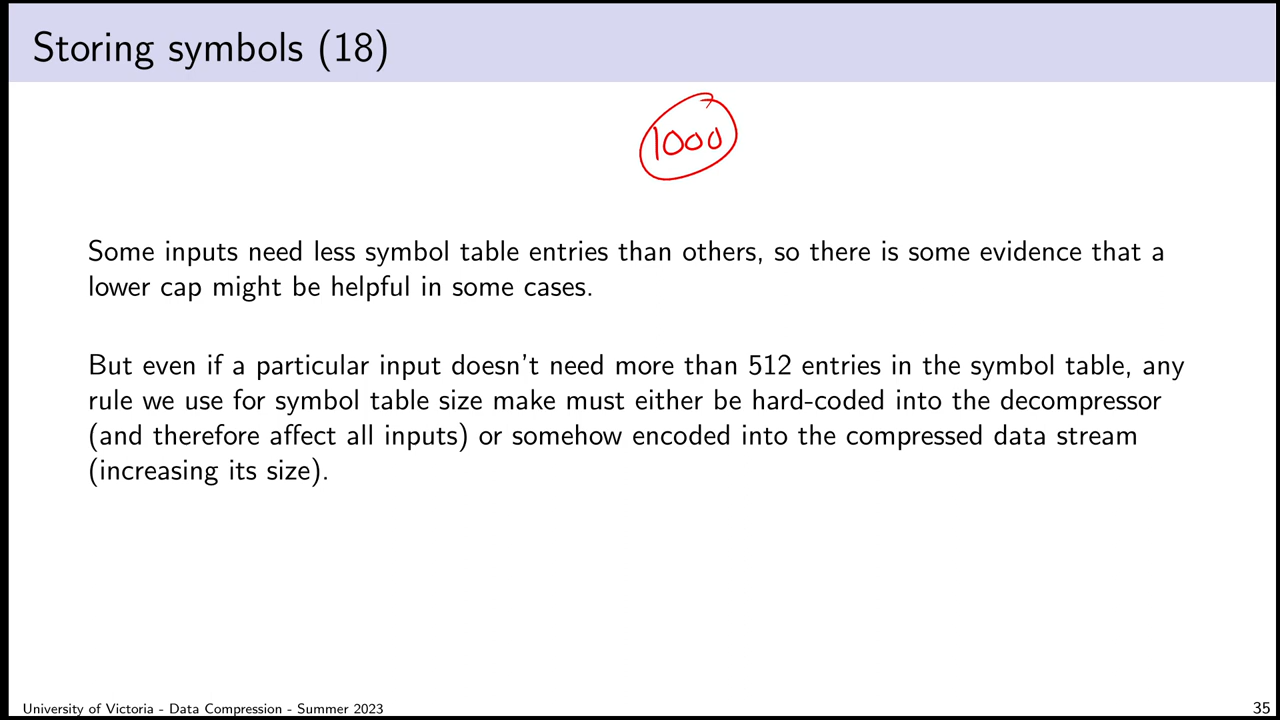 Storing symbols (18)
1000
Some inputs need less symbol table entries than others, so there is some evidence that a
lower cap might be helpful in some cases.
But even if a particular input doesn't need more than 512 entries in the symbol table, any
rule we use for symbol table size make must either be hard-coded into the decompressor
(and therefore affect all inputs) or somehow encoded into the compressed data stream
(increasing its size).
University of Victoria - Data Compression - Summer 2023
35